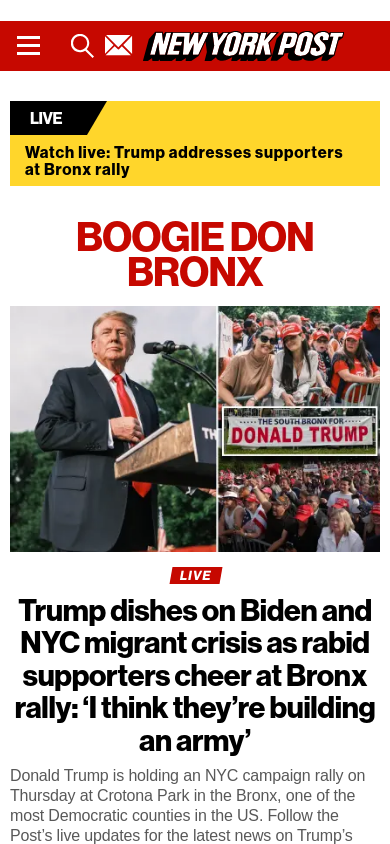 NEW YORK POST
LIVE
Watch live: Trump addresses supporters
at Bronx rally
BOOGIE DON
BRONX
TH
THE SOUTH BRONX FOR
DONALD TRUMP
LIVE
Trump dishes on Biden and
NYC migrant crisis as rabid
supporters cheer at Bronx
rally: ‘I think they’re building
an army’
Donald Trump is holding an NYC campaign rally on
Thursday at Crotona Park in the Bronx, one of the
most Democratic counties in the US. Follow the
Post’s live updates for the latest news on Trump’s